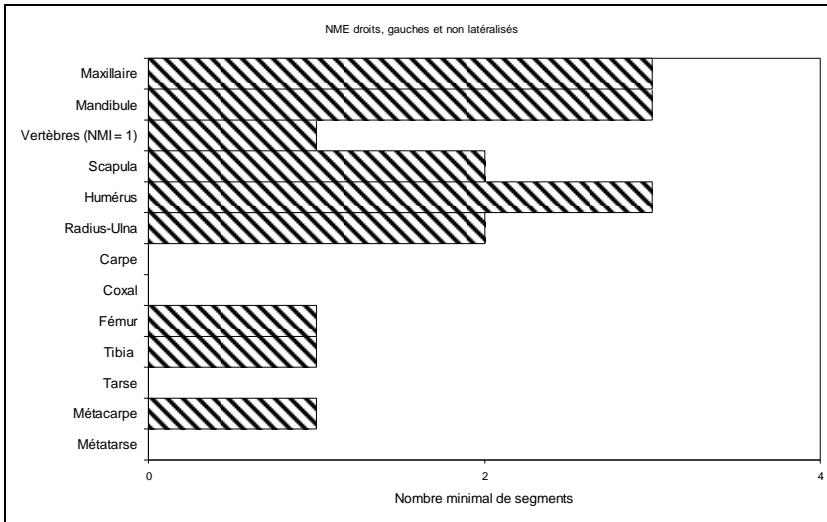 NME droits, gauches et non latéralisés
Maxillaire
Mandibule
Vertèbres (NMI = 1)
Scapula
Humérus
Radius-Ulna
Carpe
Coxal
Fémur
Tibia
Tarse
Métacarpe
Métatarse
0 2 4
Nombre minimal de segments